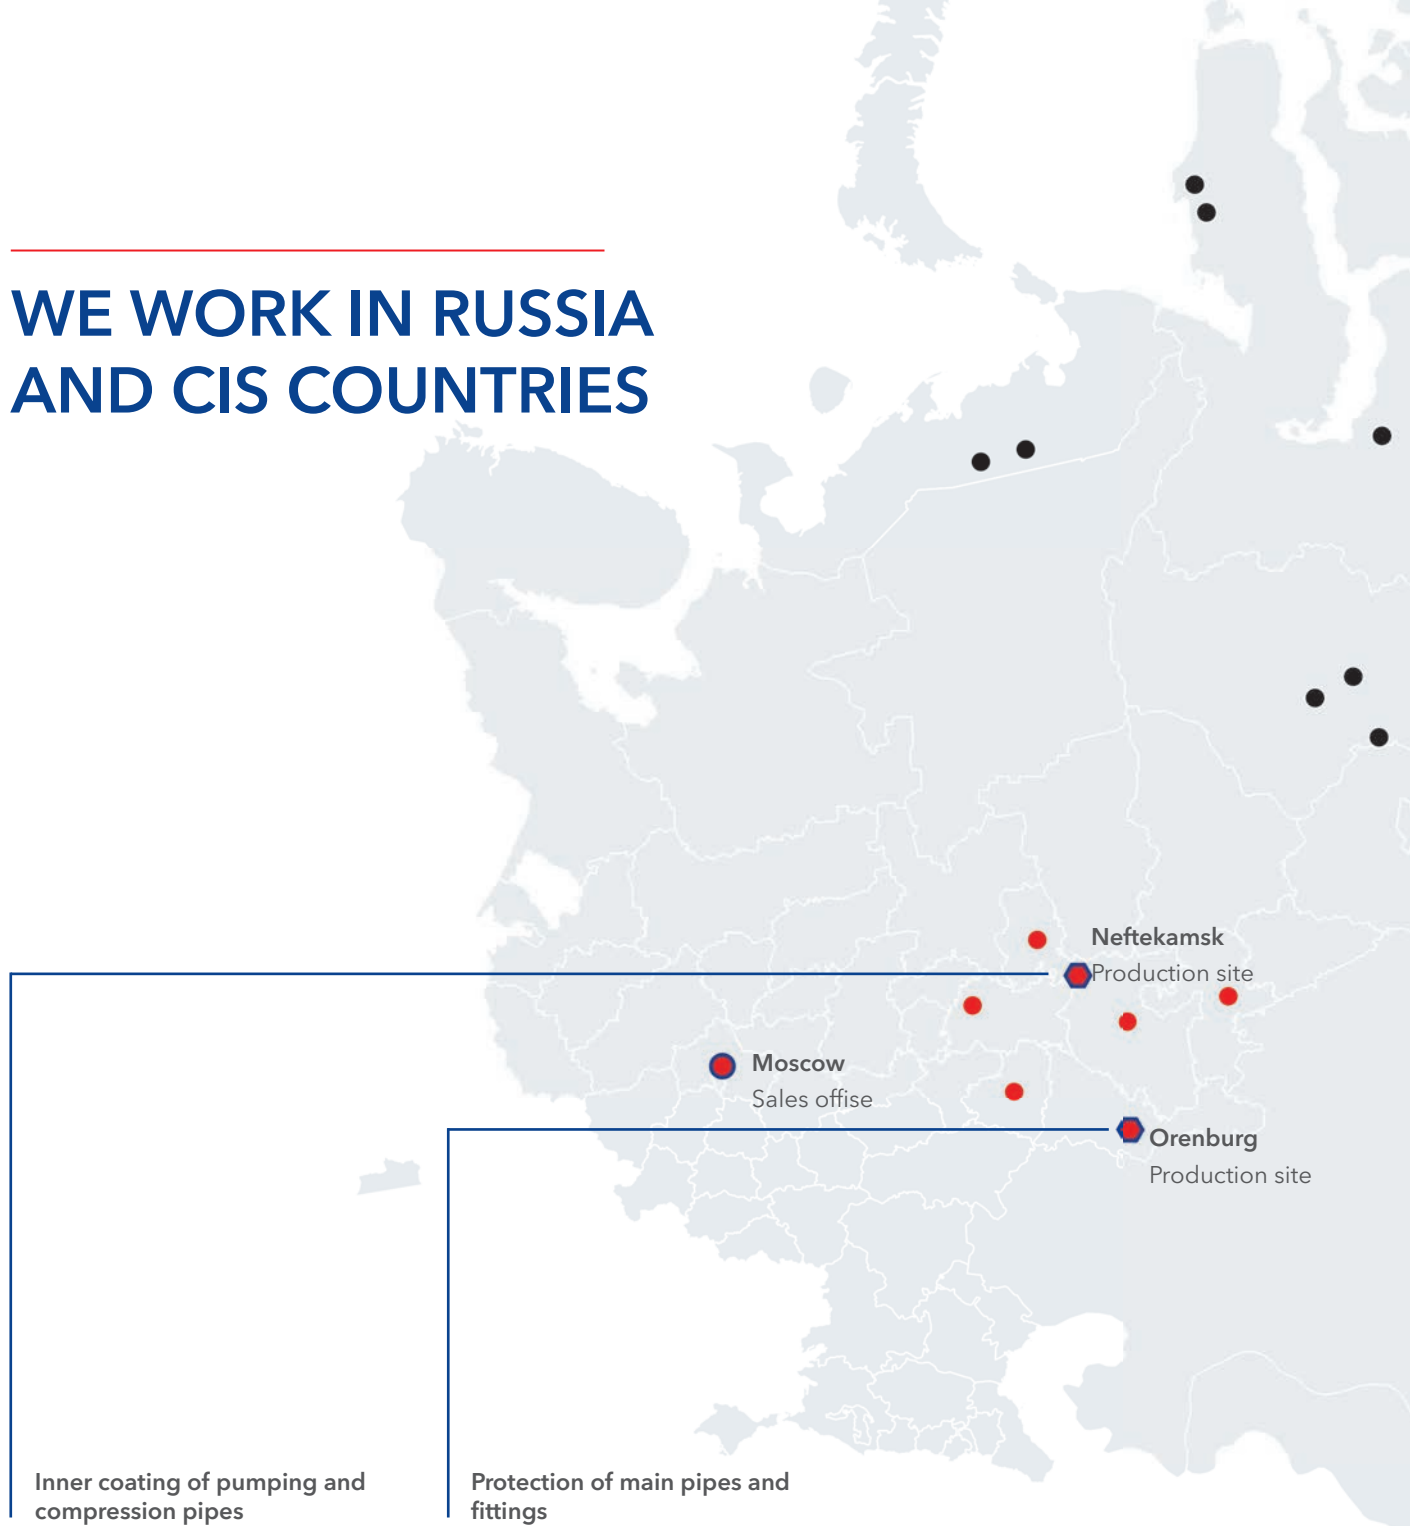 WE WORK IN RUSSIA
AND CIS COUNTRIES
Neftekamsk
Production site
Moscow
Sales offise
Orenburg
Production site
Inner coating of pumping and
compression pipes
Protection of main pipes and
fittings